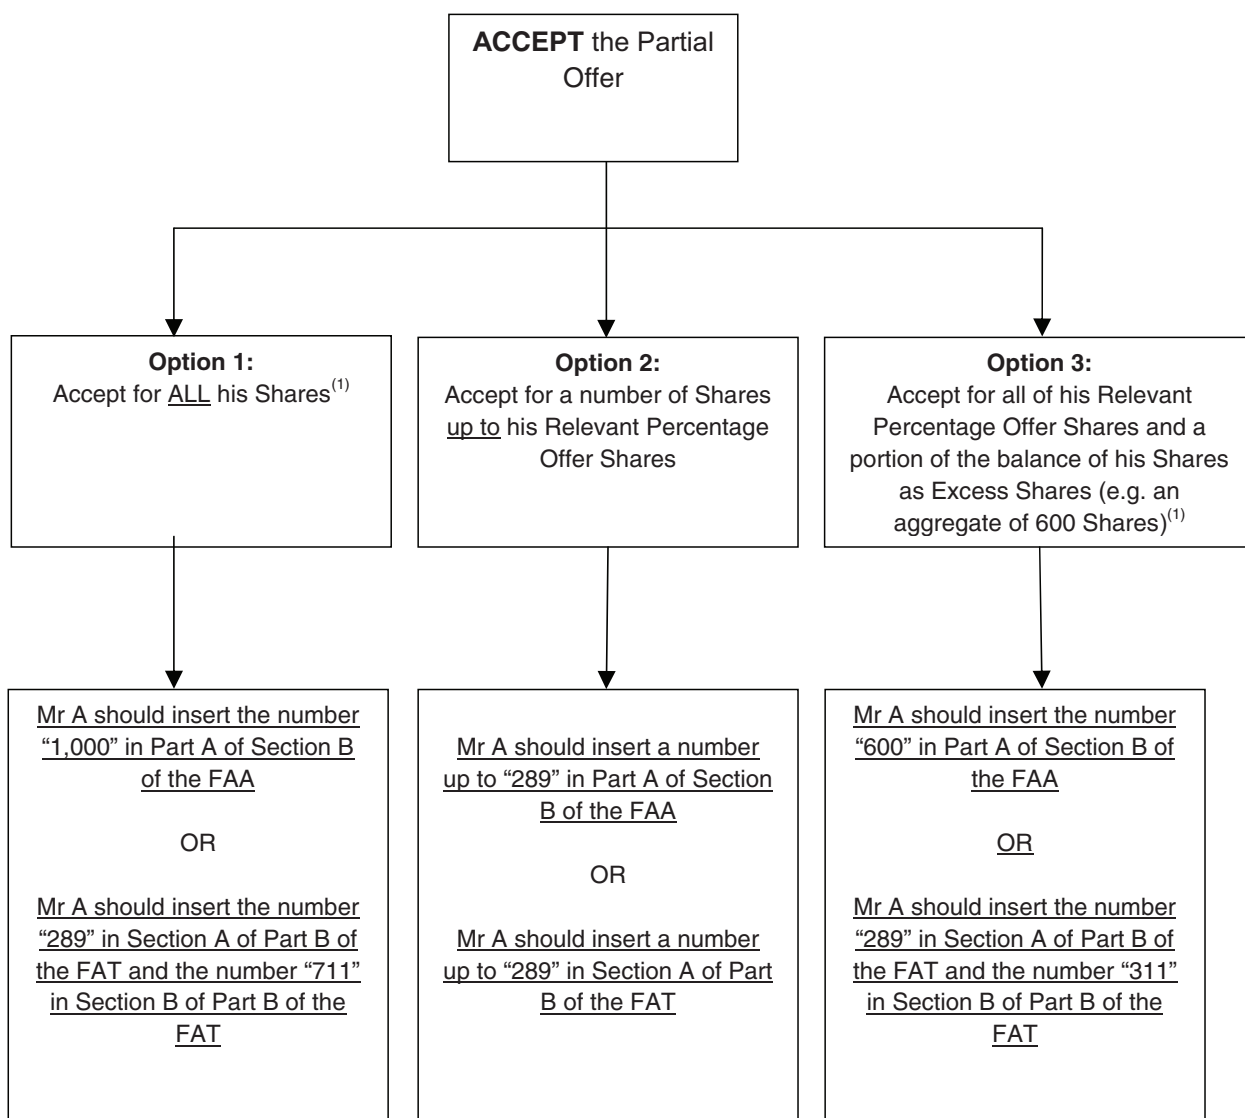 ACCEPT the Partial
Offer
Option 1:
Accept for ALL his Shares(1)
Option 2:
Accept for a number of Shares
up to his Relevant Percentage
Offer Shares
Option 3:
Accept for all of his Relevant
Percentage Offer Shares and a
portion of the balance of his Shares
as Excess Shares (e.g. an
aggregate of 600 Shares)(1)
Mr A should insert the number
“1,000” in Part A of Section B
of the FAA
OR
Mr A should insert the number
“289” in Section A of Part B of
the FAT and the number “711”
in Section B of Part B of the
FAT
Mr A should insert a number
up to “289” in Part A of Section
B of the FAA
OR
Mr A should insert a number
up to “289” in Section A of Part
B of the FAT
Mr A should insert the number
“600” in Part A of Section B of
the FAA
OR
Mr A should insert the number
“289” in Section A of Part B of
the FAT and the number “311”
in Section B of Part B of the
FAT